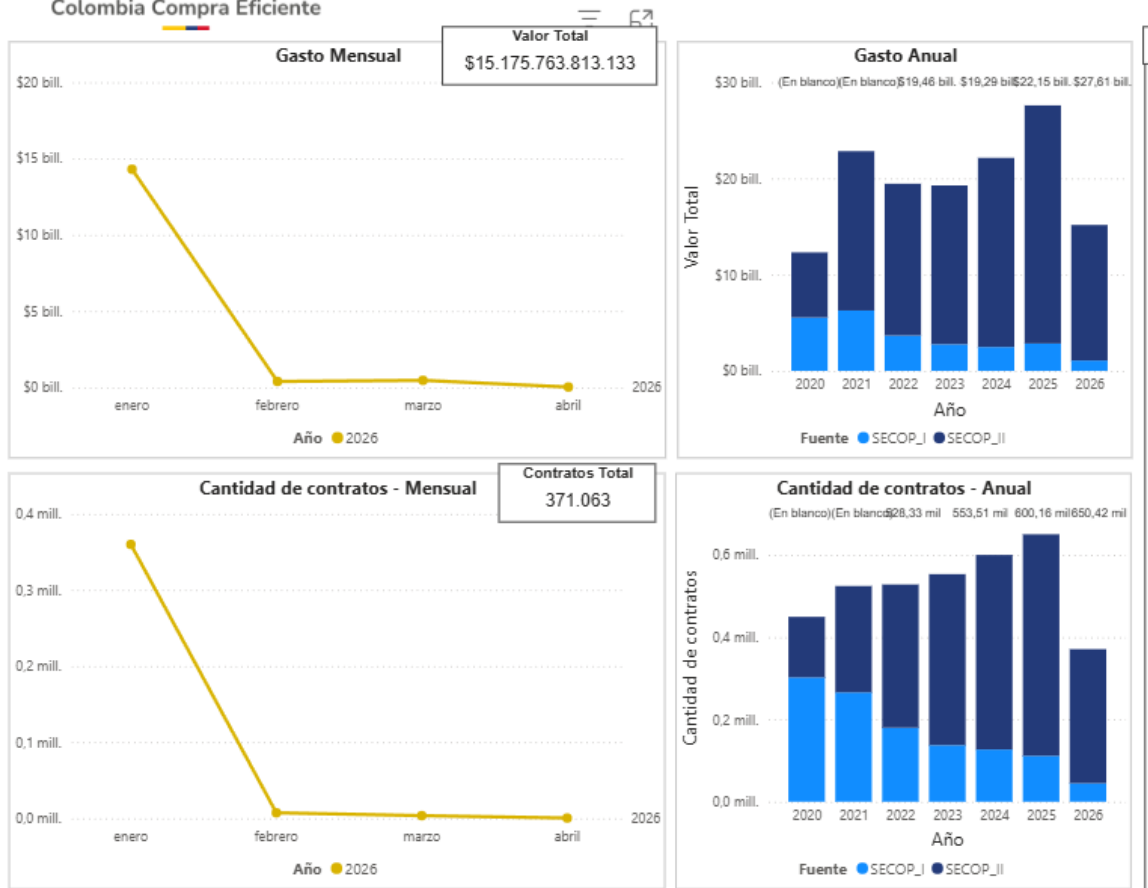 Colombia Compra Eficiente
Gasto Mensual
Valor Total
$15.175.763.813.133
$20 bill.
$15 bill.
$10 bill.
$5 bill.
$0 bill.
2026
enero febrero marzo abril
Año 2026
Gasto Anual
(En blanco) (En blanco) $19,46 bill. $19,29 bill. $22,15 bill. $27,61 bill.
Valor Total
$30 bill.
$20 bill.
$10 bill.
$0 bill.
2020 2021 2022 2023 2024 2025 2026
Año
Fuente SECOP_I SECOP_II
Cantidad de contratos - Mensual
Contratos Total
371.063
0,4 mill.
0,3 mill.
0,2 mill.
0,1 mill.
0,0 mill.
2026
enero febrero marzo abril
Año 2026
Cantidad de contratos - Anual
(En blanco) (En blanco) 528,33 mil 553,51 mil 600,16 mil 650,42 mil
Cantidad de contratos
0,6 mill.
0,4 mill.
0,2 mill.
0,0 mill.
2020 2021 2022 2023 2024 2025 2026
Año
Fuente SECOP_I SECOP_II